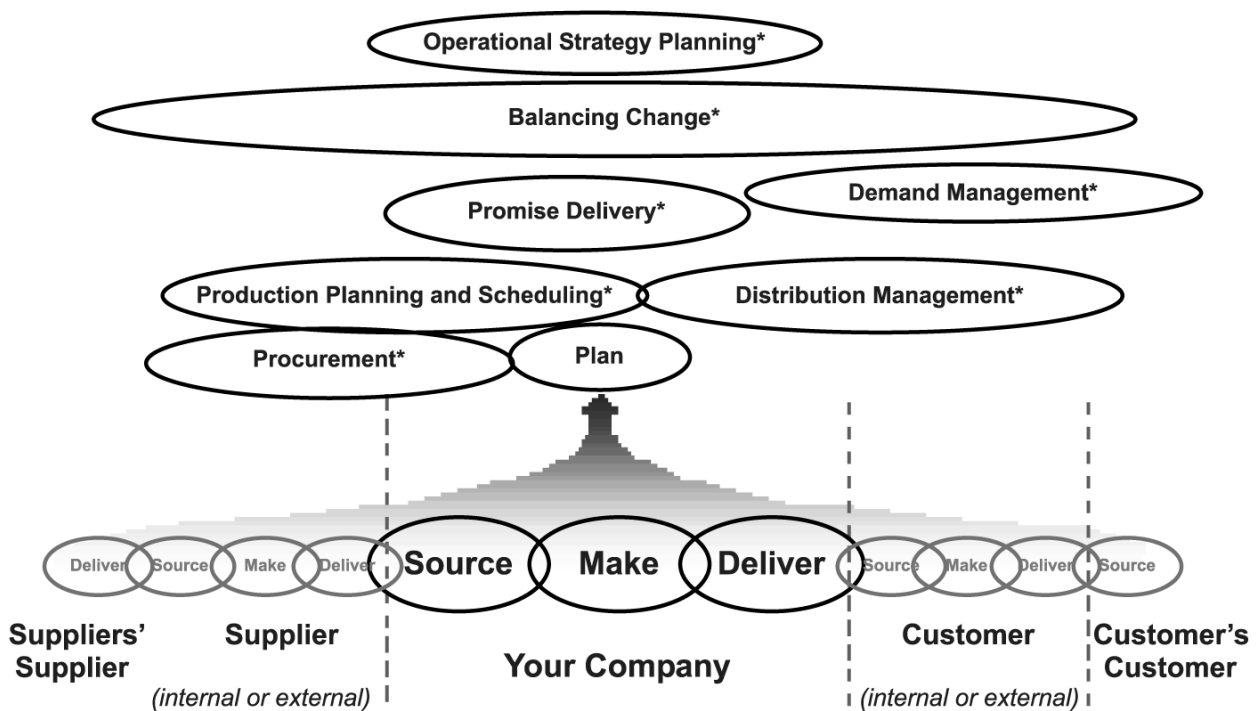 Operational Strategy Planning*
Balancing Change*
Demand Management*
Promise Delivery*
Production Planning and Scheduling*
Distribution Management*
Procurement*
Plan
Deliver
Source
Make
Deliver
Source
Make
Deliver
Source
Make
Deliver
Source
Suppliers'
Supplier
Supplier
(internal or external)
Your Company
Customer
(internal or external)
Customer's
Customer